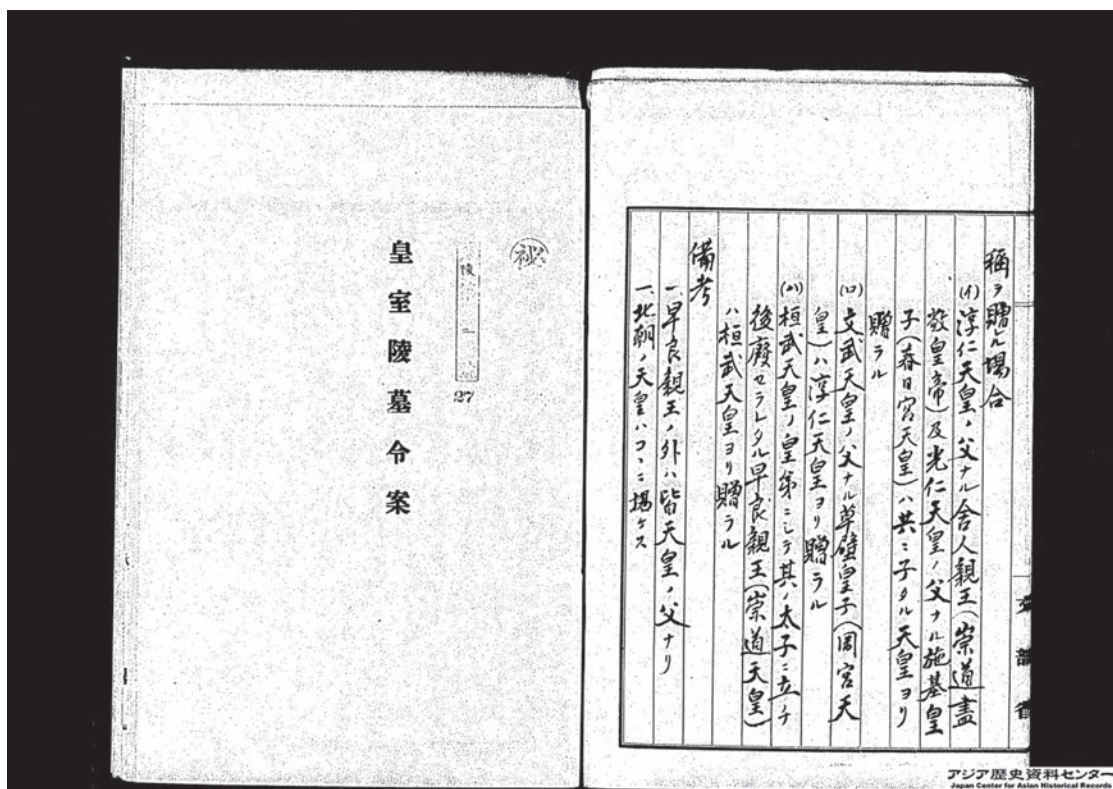 稱ヲ贈ル場合
(イ)淳仁天皇ノ父ナル舍人親王(崇道盡
敬皇帝)及光仁天皇ノ父ナル施基皇
子(春日宮天皇)ハ共ニ子タル天皇ヨリ
贈ラル
(ロ)文武天皇ノ父ナル草壁皇子(岡宮天
皇)ハ淳仁天皇ヨリ贈ラル
(ハ)桓武天皇ノ皇弟ニシテ其ノ太子ニ立チ
後廢セラレタル早良親王(崇道天皇)
ハ桓武天皇ヨリ贈ラル
備考
一、早良親王ノ外ハ皆天皇ノ父ナリ
一、北朝ノ天皇ハコヽニ揭ケス
文部省
秘
陵
27
皇室陵墓令案
アジア歴史資料センター
Japan Center for Asian Historical Records